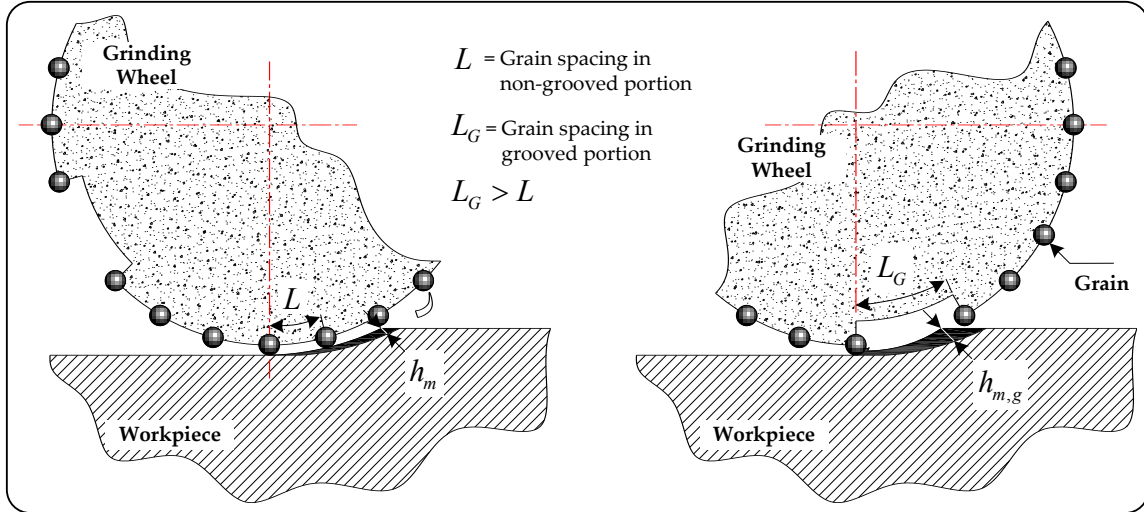 Grinding
Wheel
L = Grain spacing in
non-grooved portion
L_G = Grain spacing in
grooved portion
L_G > L
L
h_m
Workpiece
Grinding
Wheel
L_G
Grain
h_{m,g}
Workpiece